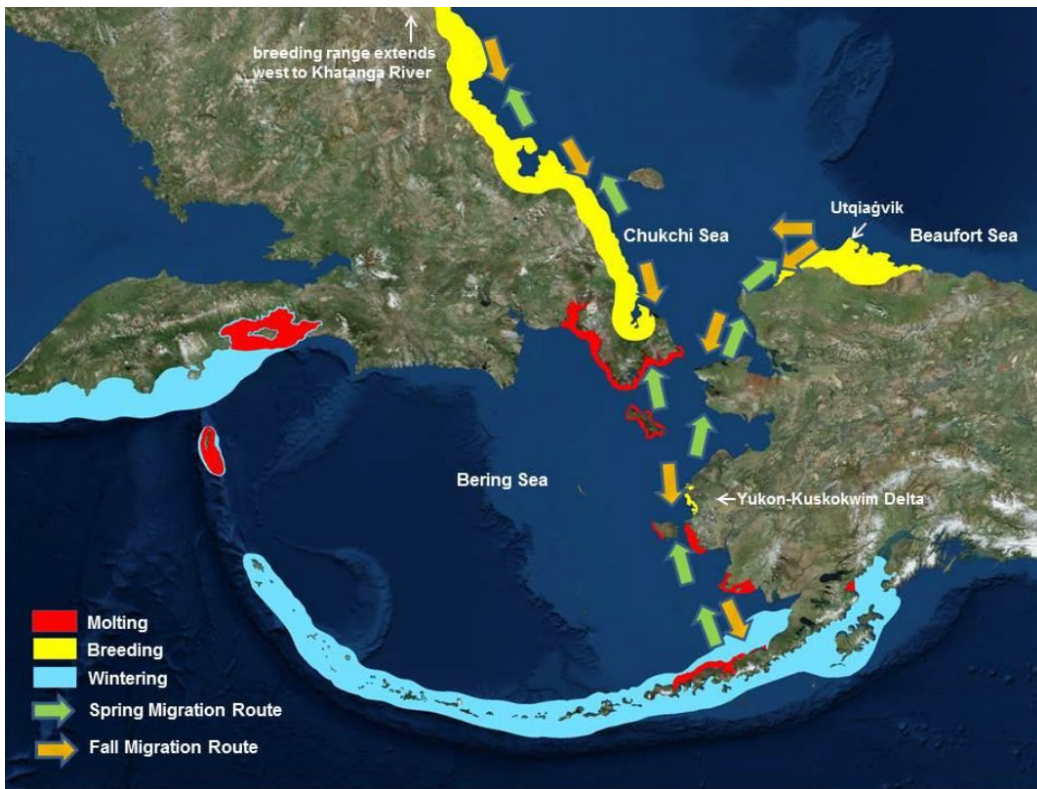 breeding range extends
west to Khatanga River
Utqiaġvik
Chukchi Sea
Beaufort Sea
Bering Sea
Yukon-Kuskokwim Delta
Molting
Breeding
Wintering
Spring Migration Route
Fall Migration Route